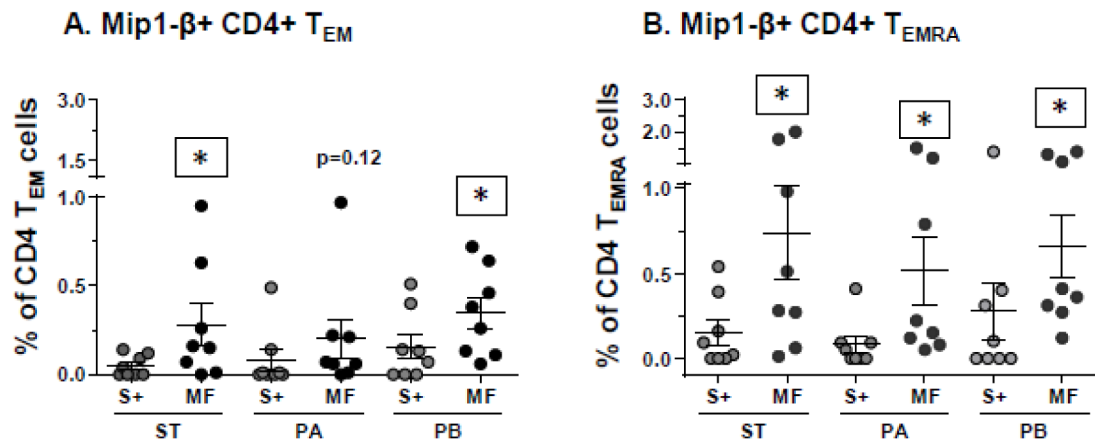 A. Mip1-β+ CD4+ TEM
B. Mip1-β+ CD4+ TEMRA
% of CD4 TEM cells
3.0
1.5
1.0
0.5
0.0
*
p=0.12
*
S+ MF S+ MF S+ MF
ST PA PB
% of CD4 TEMRA cells
3.0
2.0
1.0
0.5
0.0
*
*
*
S+ MF S+ MF S+ MF
ST PA PB